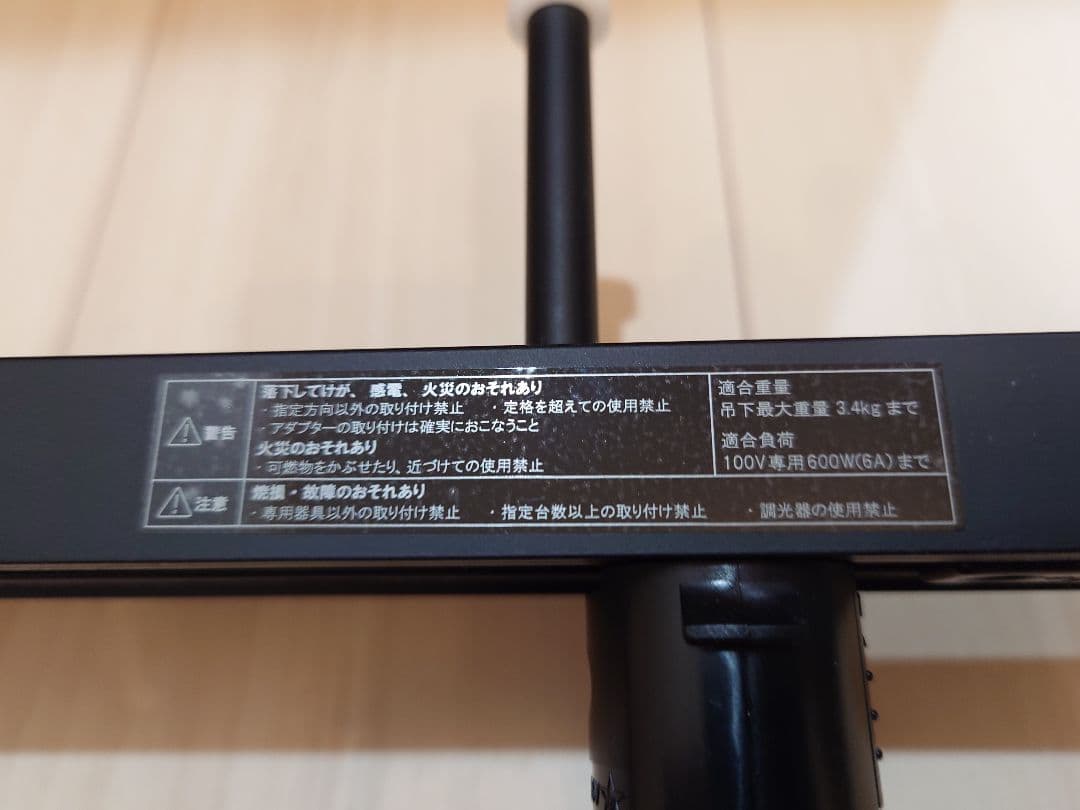 警告
落下してけが、感電、火災のおそれあり
・指定方向以外の取り付け禁止 ・定格を超えての使用禁止
・アダプターの取り付けは確実におこなうこと
火災のおそれあり
・可燃物をかぶせたり、近づけての使用禁止
適合重量
吊下最大重量 3.4kgまで
適合負荷
100V専用600W(6A)まで
注意
焼損・故障のおそれあり
・専用器具以外の取り付け禁止 ・指定台数以上の取り付け禁止 ・調光器の使用禁止